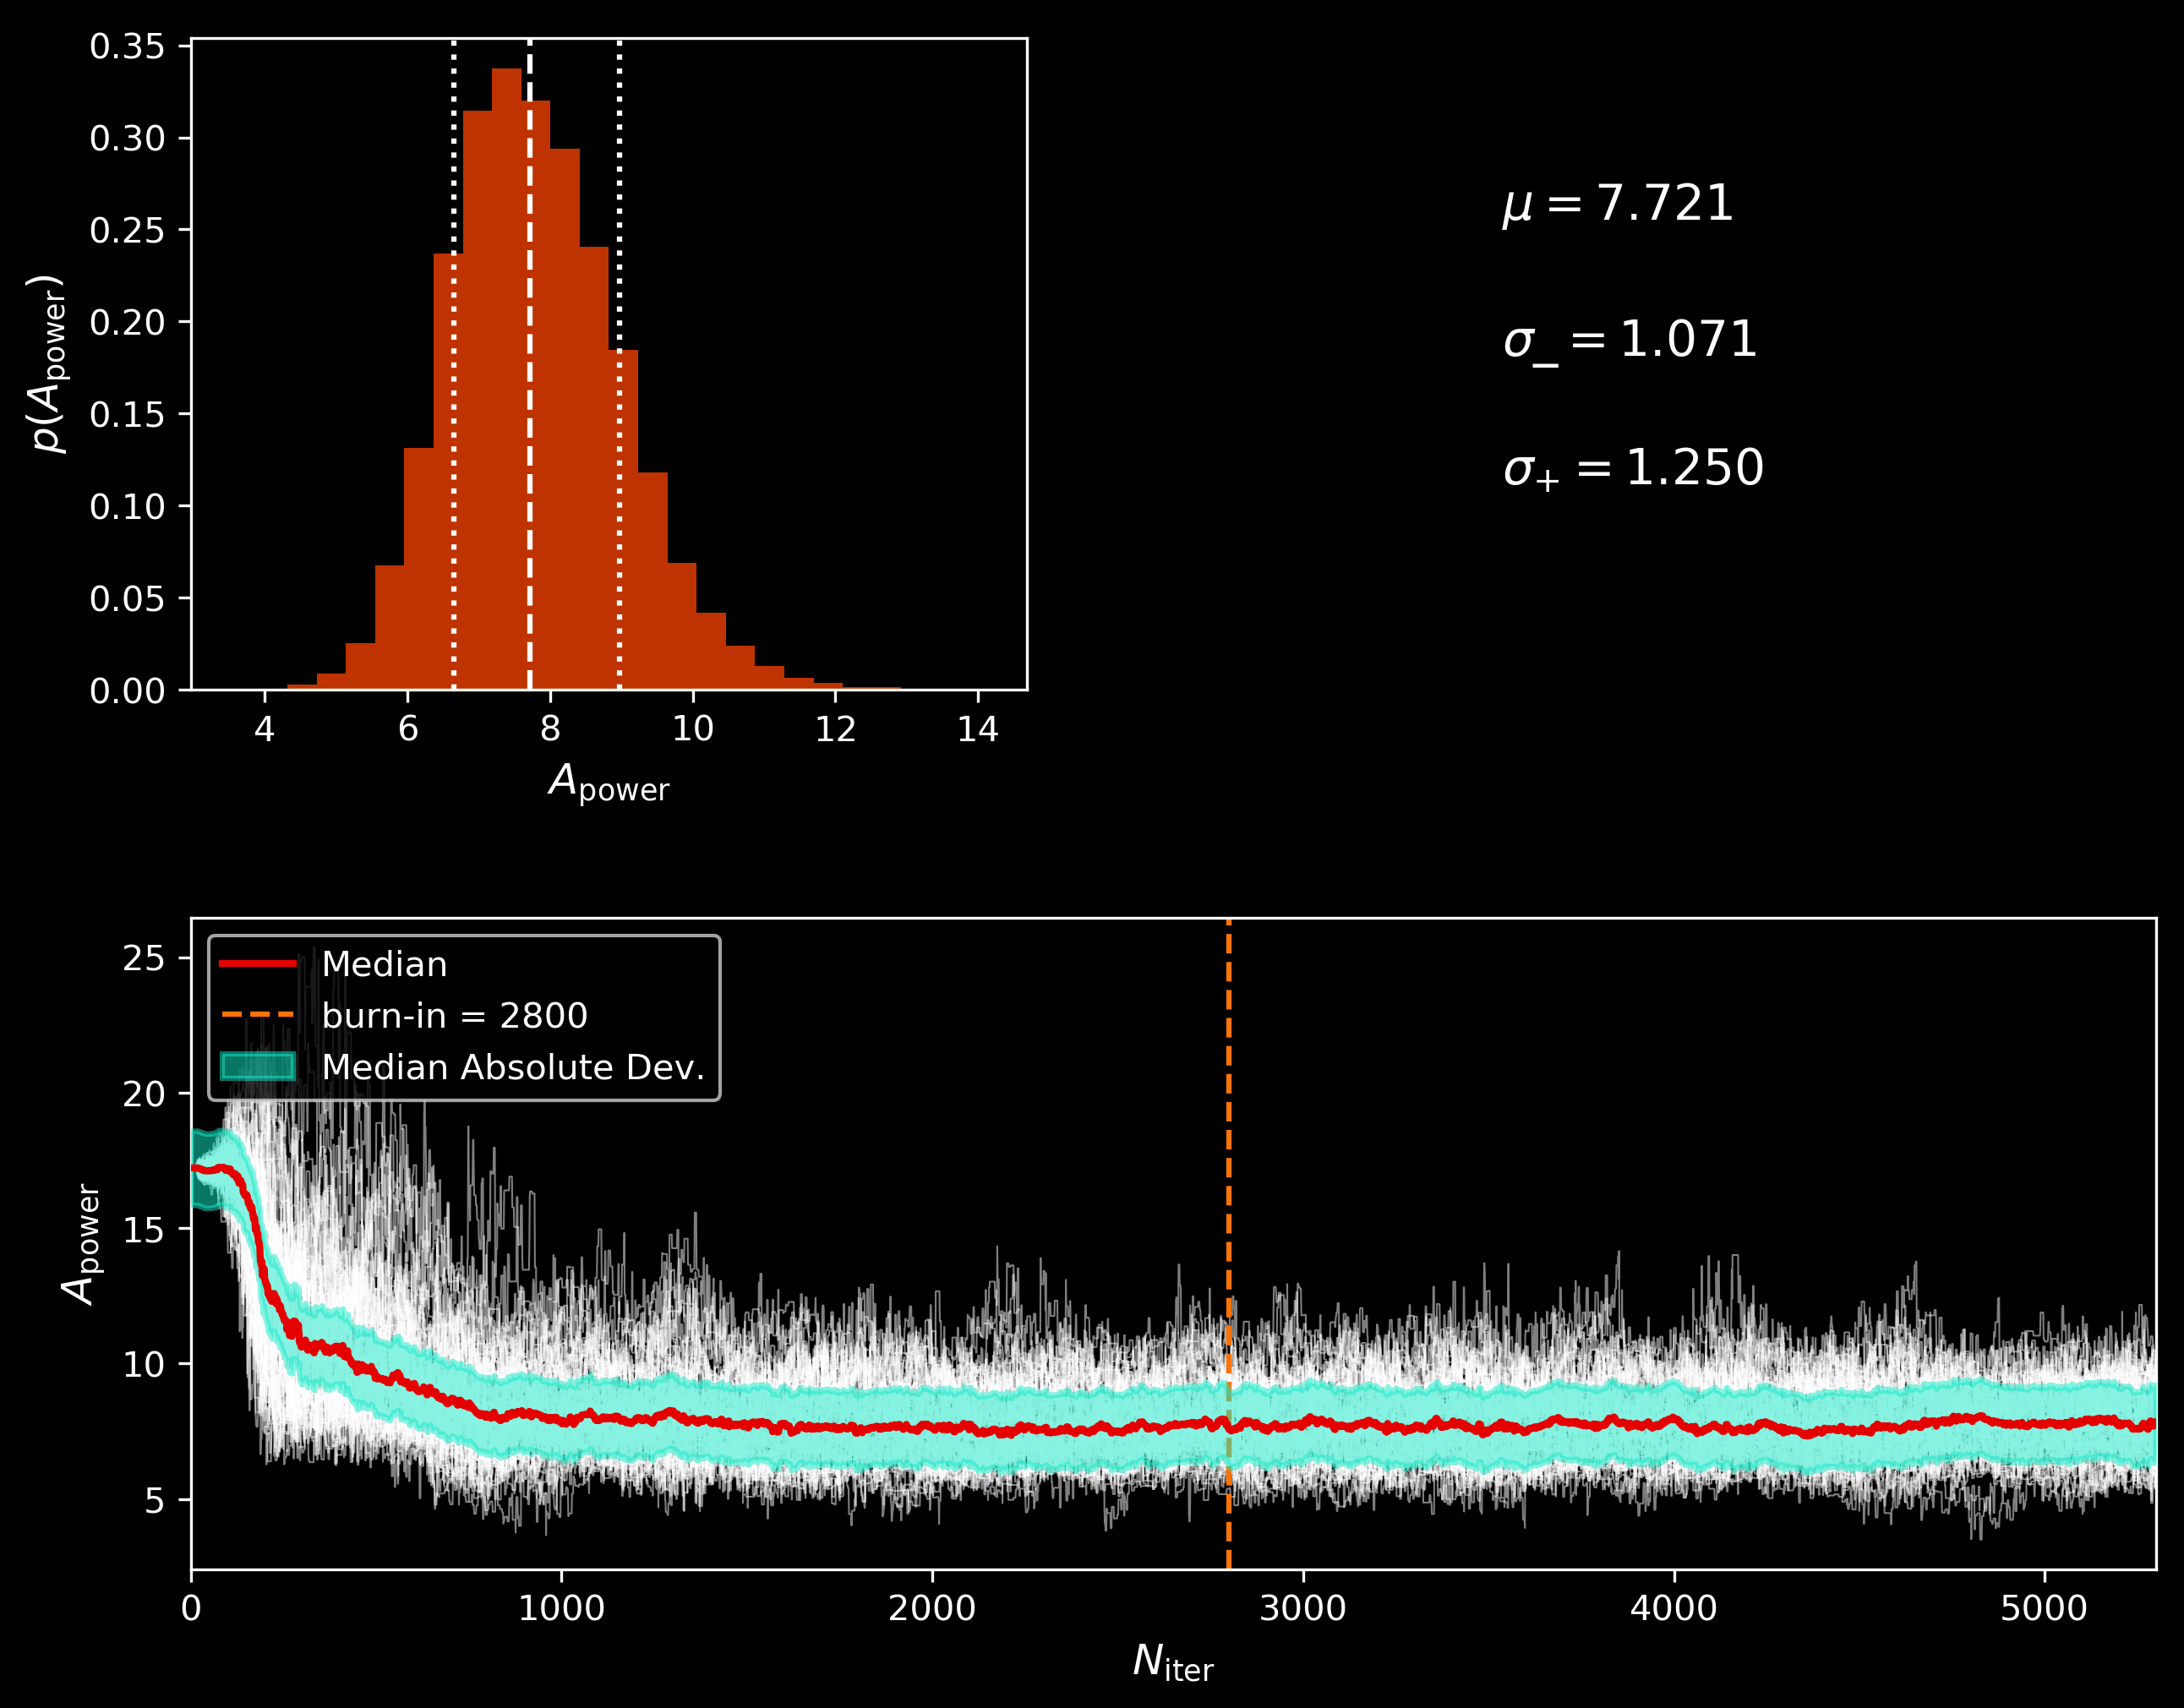 0.35
0.30
0.25
0.20
0.15
0.10
0.05
0.00
p(A_power)
4 6 8 10 12 14
A_power
μ = 7.721
σ_− = 1.071
σ_+ = 1.250
Median
burn-in = 2800
Median Absolute Dev.
25
20
15
10
5
A_power
0 1000 2000 3000 4000 5000
N_iter